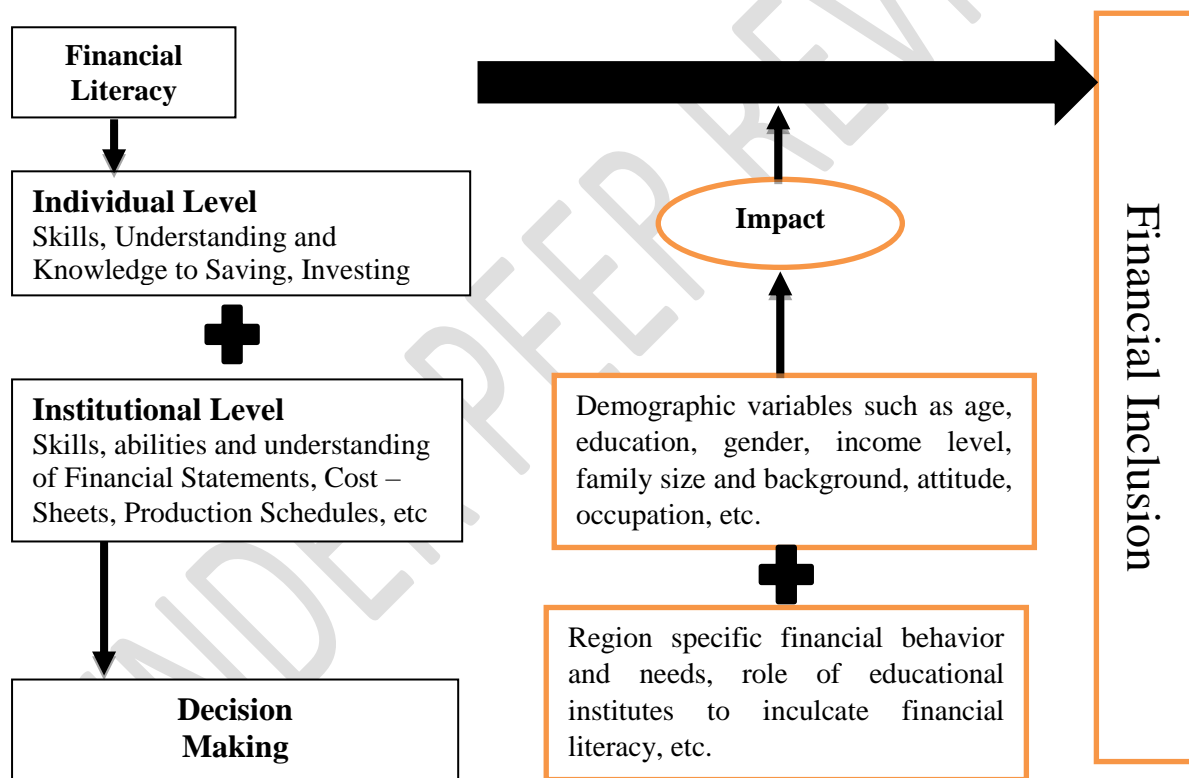 Financial
Literacy
Individual Level
Skills, Understanding and
Knowledge to Saving, Investing
Institutional Level
Skills, abilities and understanding
of Financial Statements, Cost –
Sheets, Production Schedules, etc
Decision
Making
Impact
Demographic variables such as age,
education, gender, income level,
family size and background, attitude,
occupation, etc.
Region specific financial behavior
and needs, role of educational
institutes to inculcate financial
literacy, etc.
Financial Inclusion
PEER